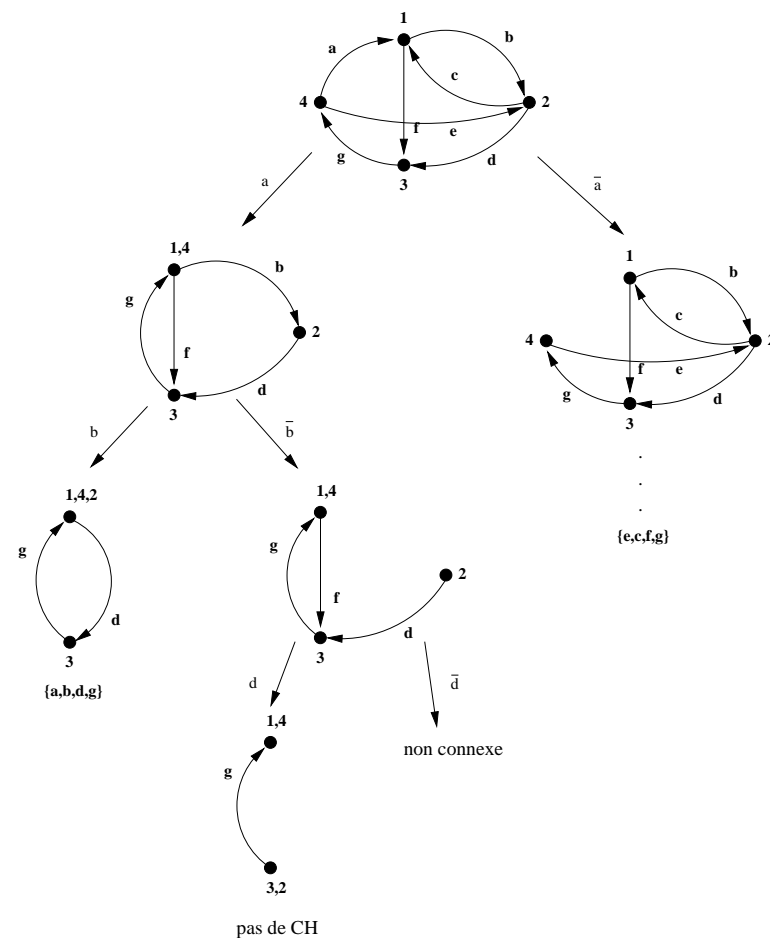 1
a
b
c
4
2
e
f
g
d
3
a
a̅
1,4
b
g
2
f
d
3
1
b
c
4
2
f
e
g
d
3
b
b̅
.
.
.
{e,c,f,g}
1,4,2
g
d
3
{a,b,d,g}
1,4
g
2
f
d
3
d
d̅
non connexe
1,4
g
3,2
pas de CH